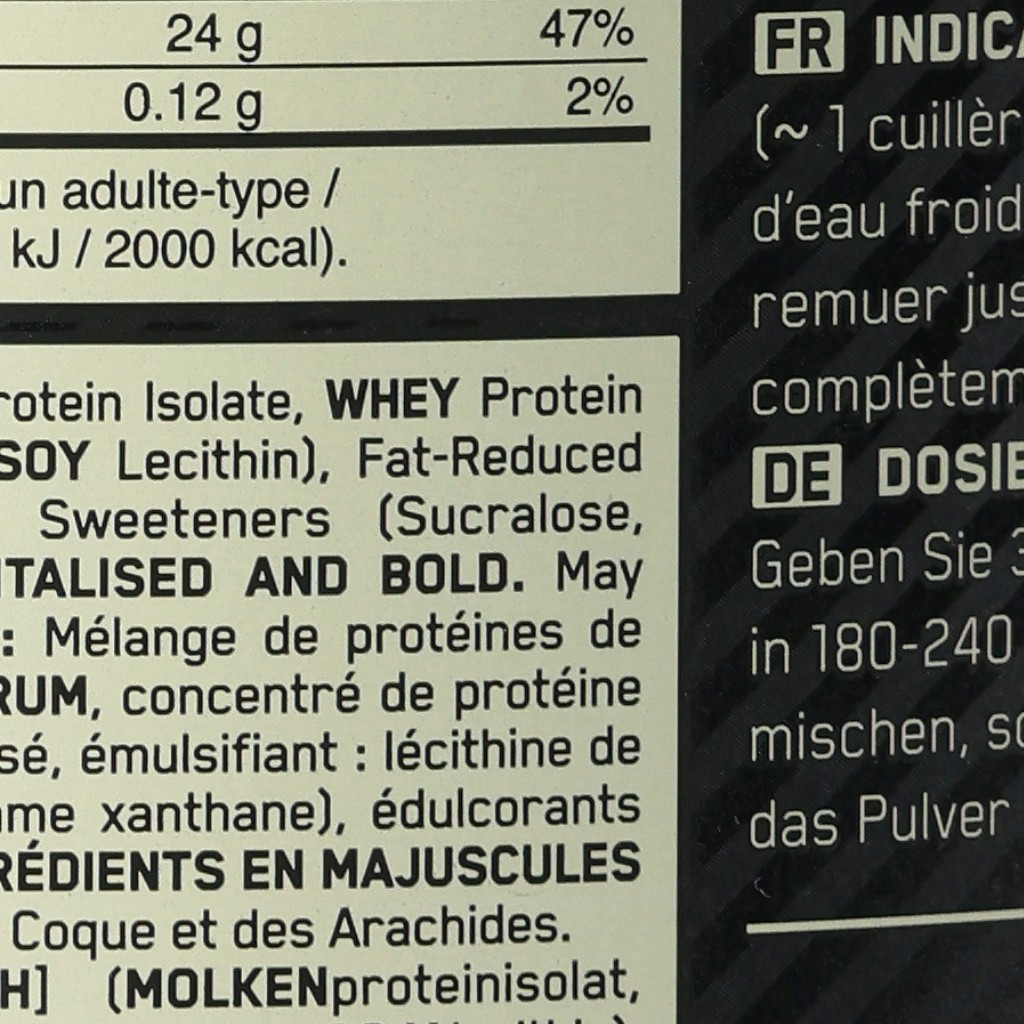 24 g 47%
0.12 g 2%
un adulte-type /
kJ / 2000 kcal).
rotein Isolate, WHEY Protein
SOY Lecithin), Fat-Reduced
Sweeteners (Sucralose,
ITALISED AND BOLD. May
: Mélange de protéines de
RUM, concentré de protéine
sé, émulsifiant : lécithine de
me xanthane), édulcorants
RÉDIENTS EN MAJUSCULES
Coque et des Arachides.
H] (MOLKENproteinisolat,
FR INDICA
(~ 1 cuillèr
d'eau froid
remuer jus
complètem
DE DOSIE
Geben Sie 3
in 180-240
mischen, so
das Pulver